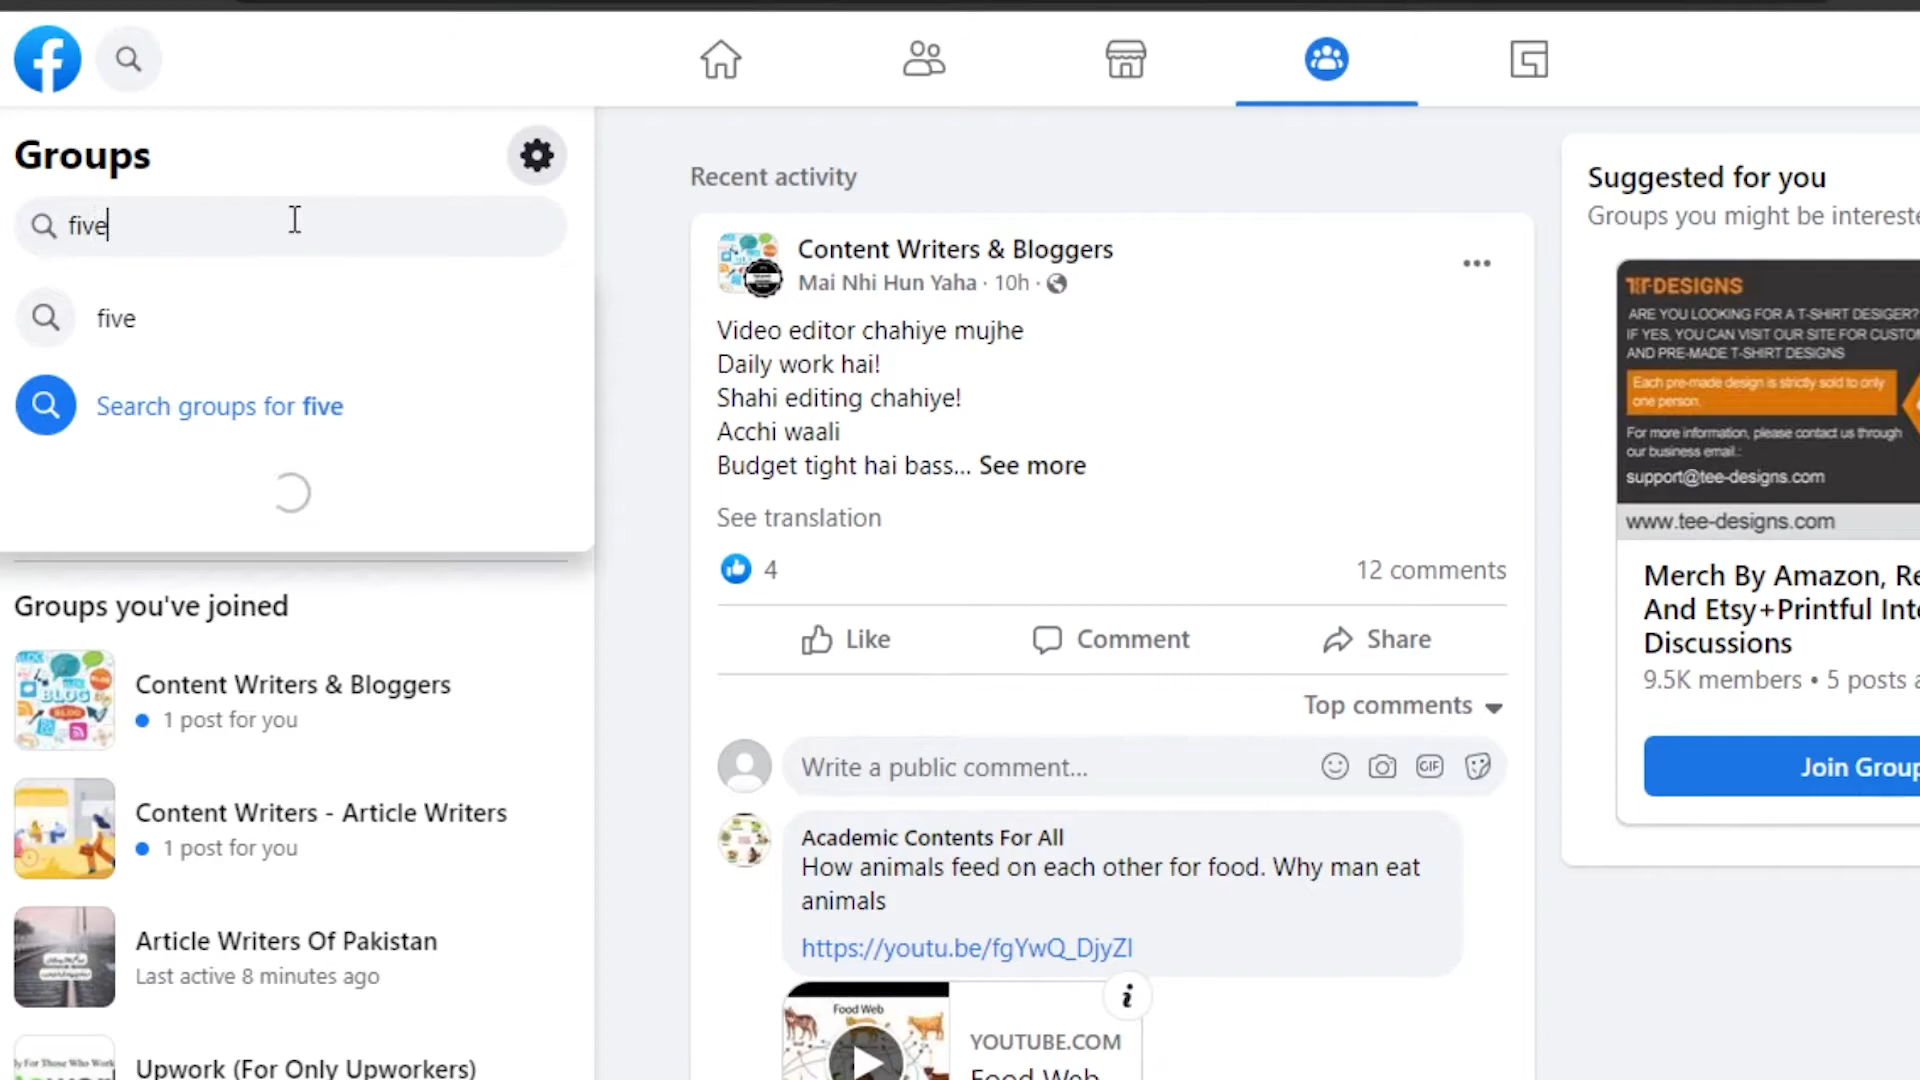 Groups
five
five
Search groups for five
Groups you've joined
Content Writers & Bloggers
1 post for you
Content Writers - Article Writers
1 post for you
Article Writers Of Pakistan
Last active 8 minutes ago
Upwork (For Only Upworkers)
Recent activity
Content Writers & Bloggers
Mai Nhi Hun Yaha · 10h ·
Video editor chahiye mujhe
Daily work hai!
Shahi editing chahiye!
Acchi waali
Budget tight hai bass... See more
See translation
4
12 comments
Like
Comment
Share
Top comments
Write a public comment...
GIF
Academic Contents For All
How animals feed on each other for food. Why man eat
animals
https://youtu.be/fgYwQ_DjyZI
Food Web
YOUTUBE.COM
Food Web
Suggested for you
Groups you might be intereste
DESIGNS
ARE YOU LOOKING FOR A T-SHIRT DESIGER?
IF YES, YOU CAN VISIT OUR SITE FOR CUSTO
AND PRE-MADE T-SHIRT DESIGNS
Each pre-made design is strictly sold to only
one person.
For more information, please contact us through
our business email.:
support@tee-designs.com
www.tee-designs.com
Merch By Amazon, Re
And Etsy+Printful Inte
Discussions
9.5K members • 5 posts a
Join Group